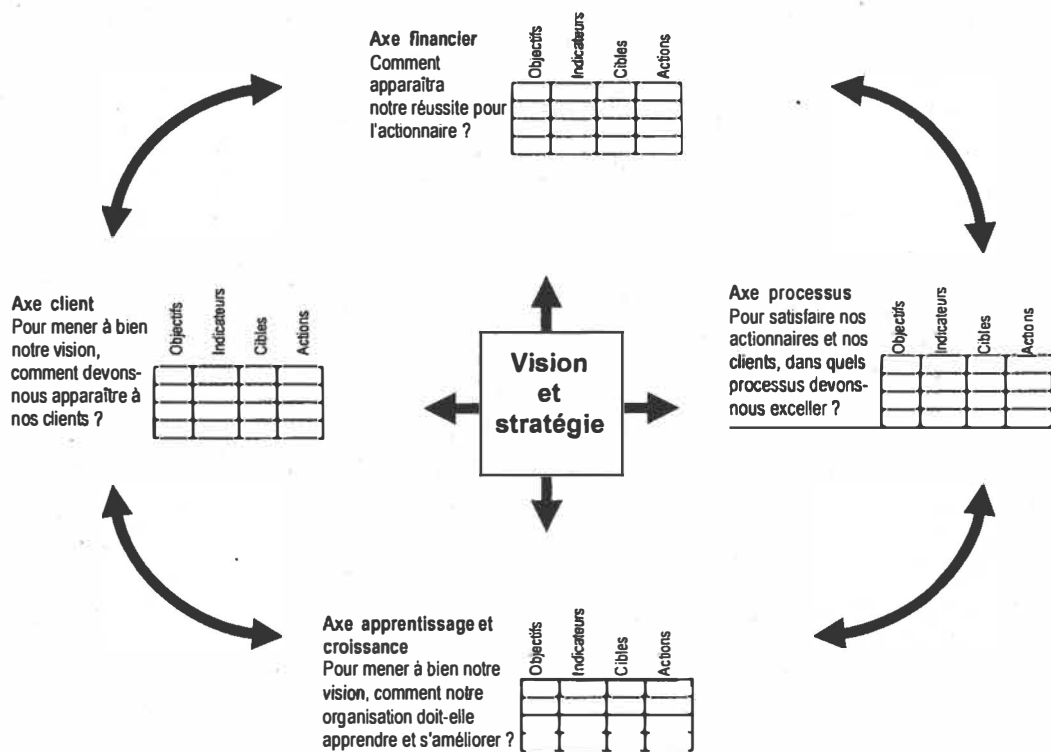 Axe financier
Comment
apparaîtra
notre réussite pour
l'actionnaire ?
Objectifs
Indicateurs
Cibles
Actions
Axe client
Pour mener à bien
notre vision,
comment devons-
nous apparaître à
nos clients ?
Objectifs
Indicateurs
Cibles
Actions
Vision
et
stratégie
Axe processus
Pour satisfaire nos
actionnaires et nos
clients, dans quels
processus devons-
nous exceller ?
Objectifs
Indicateurs
Cibles
Actions
Axe apprentissage et
croissance
Pour mener à bien notre
vision, comment notre
organisation doit-elle
apprendre et s'améliorer ?
Objectifs
Indicateurs
Cibles
Actions